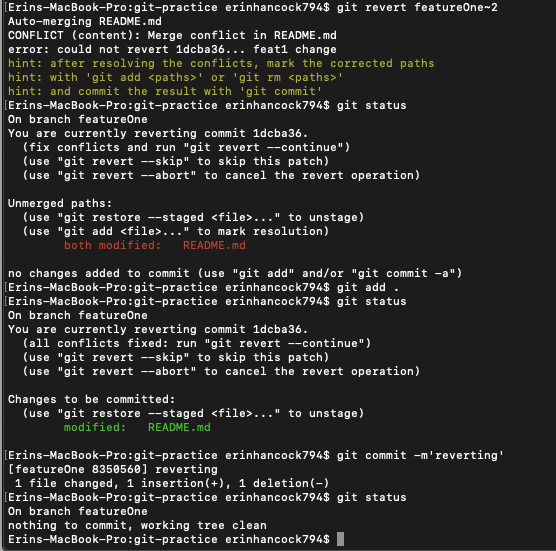 [Erins-MacBook-Pro:git-practice erinhancock794$ git revert featureOne~2
Auto-merging README.md
CONFLICT (content): Merge conflict in README.md
error: could not revert 1dcba36... feat1 change
hint: after resolving the conflicts, mark the corrected paths
hint: with 'git add <paths>' or 'git rm <paths>'
hint: and commit the result with 'git commit'
[Erins-MacBook-Pro:git-practice erinhancock794$ git status
On branch featureOne
You are currently reverting commit 1dcba36.
  (fix conflicts and run "git revert --continue")
  (use "git revert --skip" to skip this patch)
  (use "git revert --abort" to cancel the revert operation)

Unmerged paths:
  (use "git restore --staged <file>..." to unstage)
  (use "git add <file>..." to mark resolution)
        both modified:   README.md

no changes added to commit (use "git add" and/or "git commit -a")
[Erins-MacBook-Pro:git-practice erinhancock794$ git add .
[Erins-MacBook-Pro:git-practice erinhancock794$ git status
On branch featureOne
You are currently reverting commit 1dcba36.
  (all conflicts fixed: run "git revert --continue")
  (use "git revert --skip" to skip this patch)
  (use "git revert --abort" to cancel the revert operation)

Changes to be committed:
  (use "git restore --staged <file>..." to unstage)
        modified:   README.md

[Erins-MacBook-Pro:git-practice erinhancock794$ git commit -m'reverting'
[featureOne 8350560] reverting
 1 file changed, 1 insertion(+), 1 deletion(-)
[Erins-MacBook-Pro:git-practice erinhancock794$ git status
On branch featureOne
nothing to commit, working tree clean
Erins-MacBook-Pro:git-practice erinhancock794$